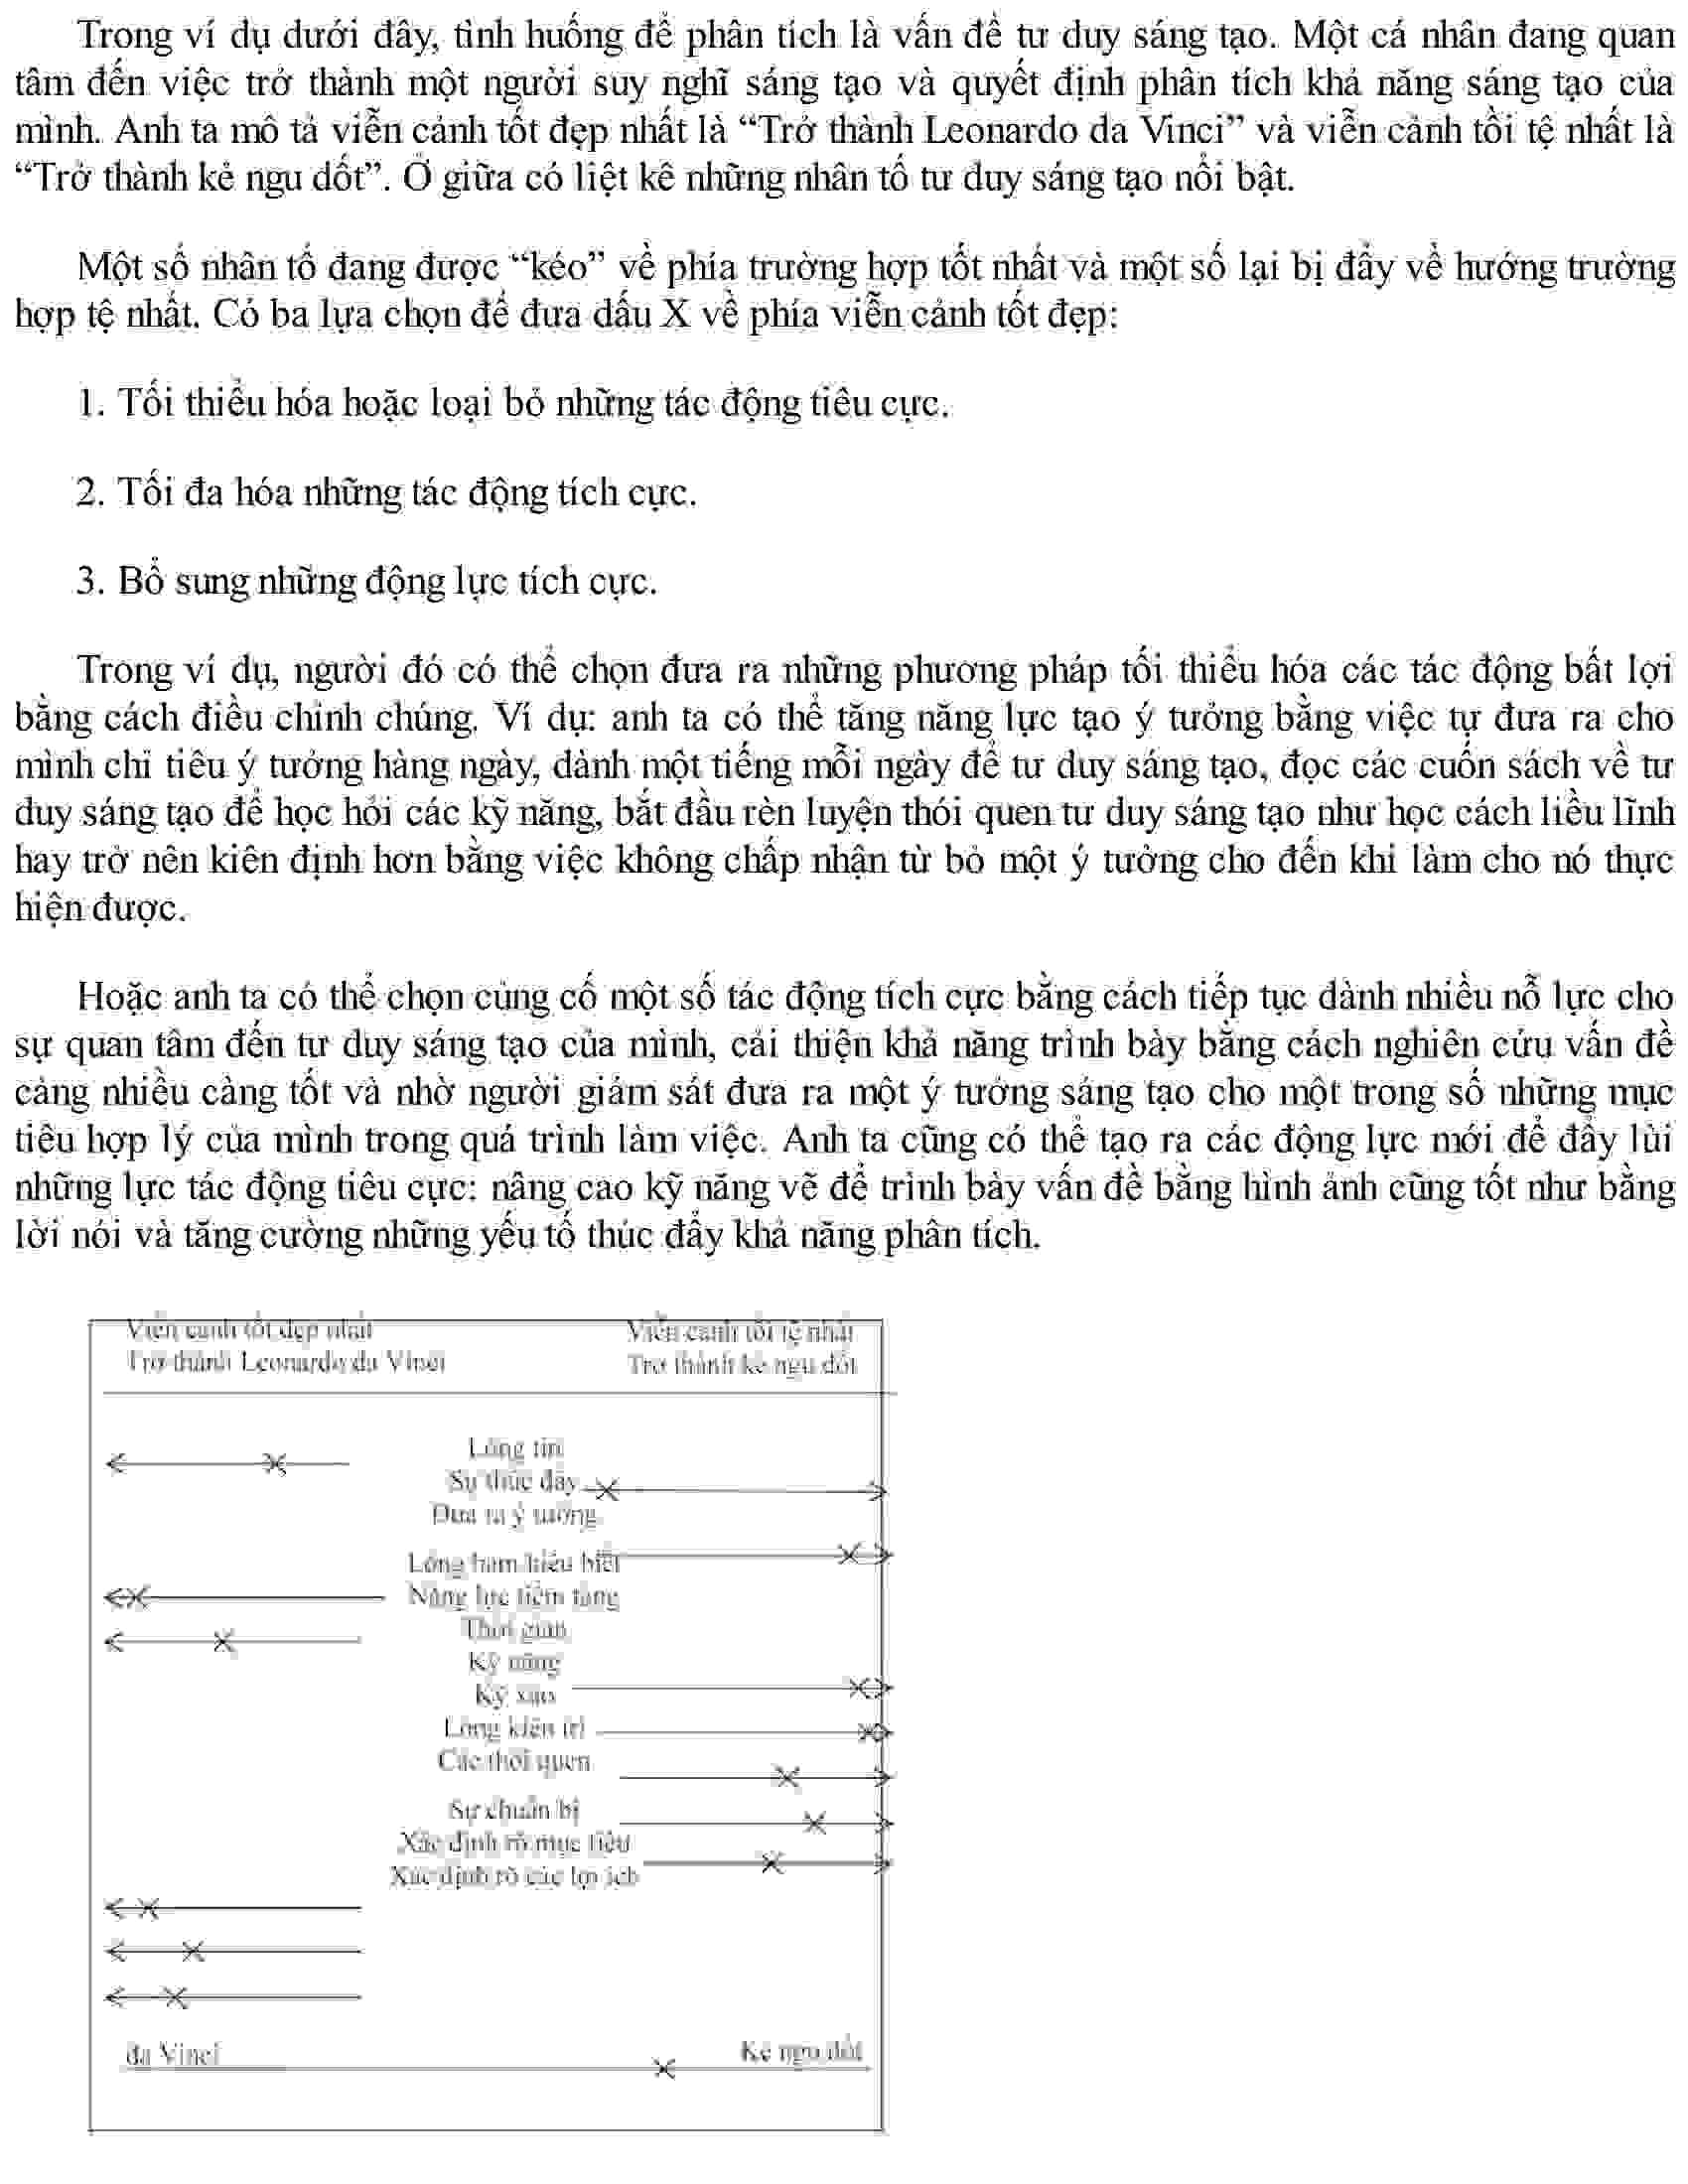 Trong ví dụ dưới đây, tình huống để phân tích là vấn đề tư duy sáng tạo. Một cá nhân đang quan
tâm đến việc trở thành một người suy nghĩ sáng tạo và quyết định phân tích khả năng sáng tạo của
mình. Anh ta mô tả viễn cảnh tốt đẹp nhất là “Trở thành Leonardo da Vinci” và viễn cảnh tồi tệ nhất là
“Trở thành kẻ ngu dốt”. Ở giữa có liệt kê những nhân tố tư duy sáng tạo nổi bật.
Một số nhân tố đang được “kéo” về phía trường hợp tốt nhất và một số lại bị đẩy về hướng trường
hợp tệ nhất. Có ba lựa chọn để đưa dấu X về phía viễn cảnh tốt đẹp:
1. Tối thiểu hóa hoặc loại bỏ những tác động tiêu cực.
2. Tối đa hóa những tác động tích cực.
3. Bổ sung những động lực tích cực.
Trong ví dụ, người đó có thể chọn đưa ra những phương pháp tối thiểu hóa các tác động bất lợi
bằng cách điều chỉnh chúng. Ví dụ: anh ta có thể tăng năng lực tạo ý tưởng bằng việc tự đưa ra cho
mình chỉ tiêu ý tưởng hàng ngày, dành một tiếng mỗi ngày để tư duy sáng tạo, đọc các cuốn sách về tư
duy sáng tạo để học hỏi các kỹ năng, bắt đầu rèn luyện thói quen tư duy sáng tạo như học cách liều lĩnh
hay trở nên kiên định hơn bằng việc không chấp nhận từ bỏ một ý tưởng cho đến khi làm cho nó thực
hiện được.
Hoặc anh ta có thể chọn củng cố một số tác động tích cực bằng cách tiếp tục dành nhiều nỗ lực cho
sự quan tâm đến tư duy sáng tạo của mình, cải thiện khả năng trình bày bằng cách nghiên cứu vấn đề
càng nhiều càng tốt và nhờ người giám sát đưa ra một ý tưởng sáng tạo cho một trong số những mục
tiêu hợp lý của mình trong quá trình làm việc. Anh ta cũng có thể tạo ra các động lực mới để đẩy lùi
những lực tác động tiêu cực: nâng cao kỹ năng vẽ để trình bày vấn đề bằng hình ảnh cũng tốt như bằng
lời nói và tăng cường những yếu tố thúc đẩy khả năng phân tích.
Viễn cảnh tốt đẹp nhất Viễn cảnh tồi tệ nhất
Trở thành Leonardo da Vinci Trở thành kẻ ngu dốt
Lòng tin
Sự thúc đẩy
Đưa ra ý tưởng
Lòng ham hiểu biết
Năng lực tiềm tàng
Thời gian
Kỹ năng
Kỹ xảo
Lòng kiên trì
Các thói quen
Sự chuẩn bị
Xác định rõ mục tiêu
Xác định rõ các lợi ích
da Vinci Kẻ ngu dốt